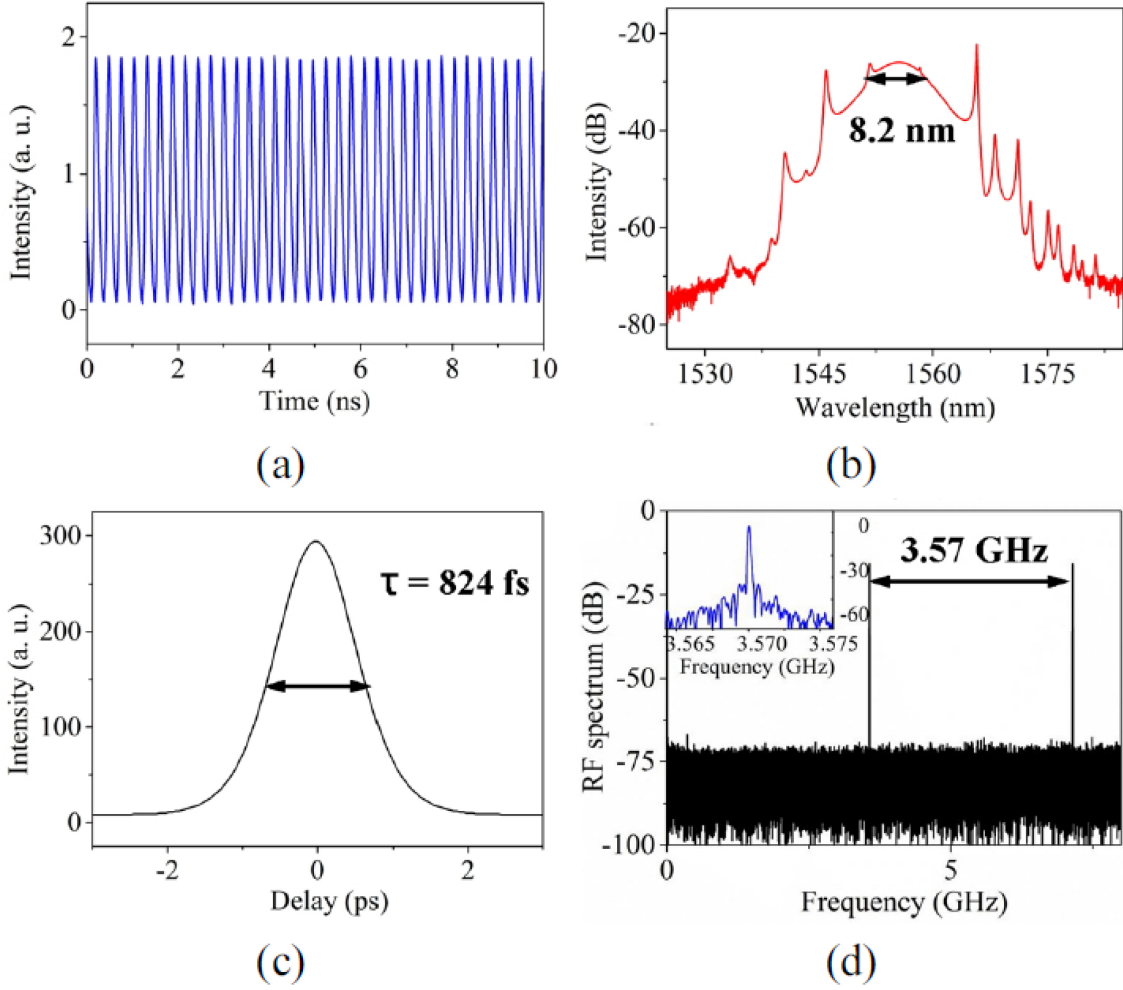 2
1
0
Intensity (a. u.)
0 2 4 6 8 10
Time (ns)
(a)
-20
-40
-60
-80
Intensity (dB)
8.2 nm
1530 1545 1560 1575
Wavelength (nm)
(b)
300
200
100
0
Intensity (a. u.)
τ = 824 fs
-2 0 2
Delay (ps)
(c)
0
-25
-50
-75
-100
RF spectrum (dB)
0
-30
-60
3.565 3.570 3.575
Frequency (GHz)
3.57 GHz
0 5
Frequency (GHz)
(d)